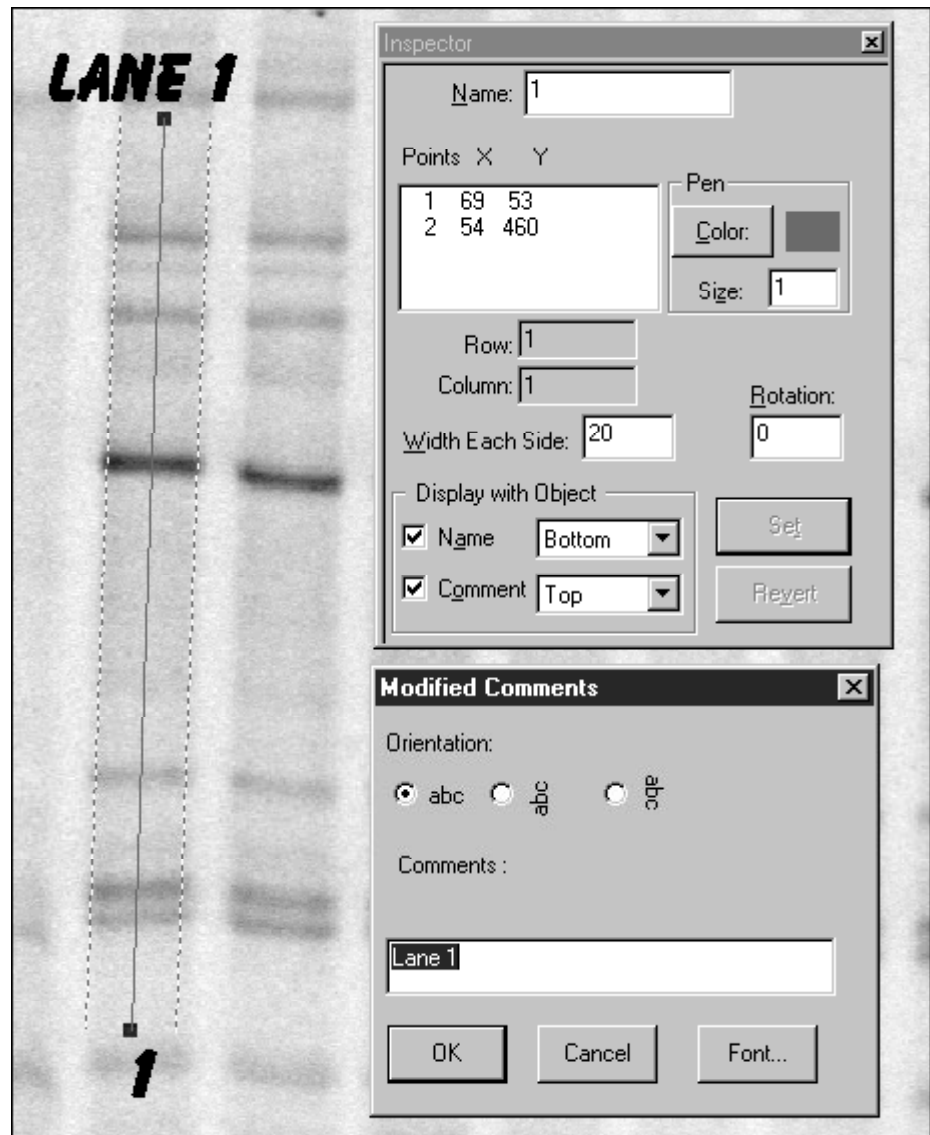 LANE 1
1
Inspector
Name: 1
Points X Y
1 69 53
2 54 460
Pen
Color:
Size: 1
Row: 1
Column: 1
Rotation:
Width Each Side: 20
0
Display with Object
Name Bottom
Comment Top
Set
Revert
Modified Comments
Orientation:
abc abc abc
Comments :
Lane 1
OK Cancel Font...